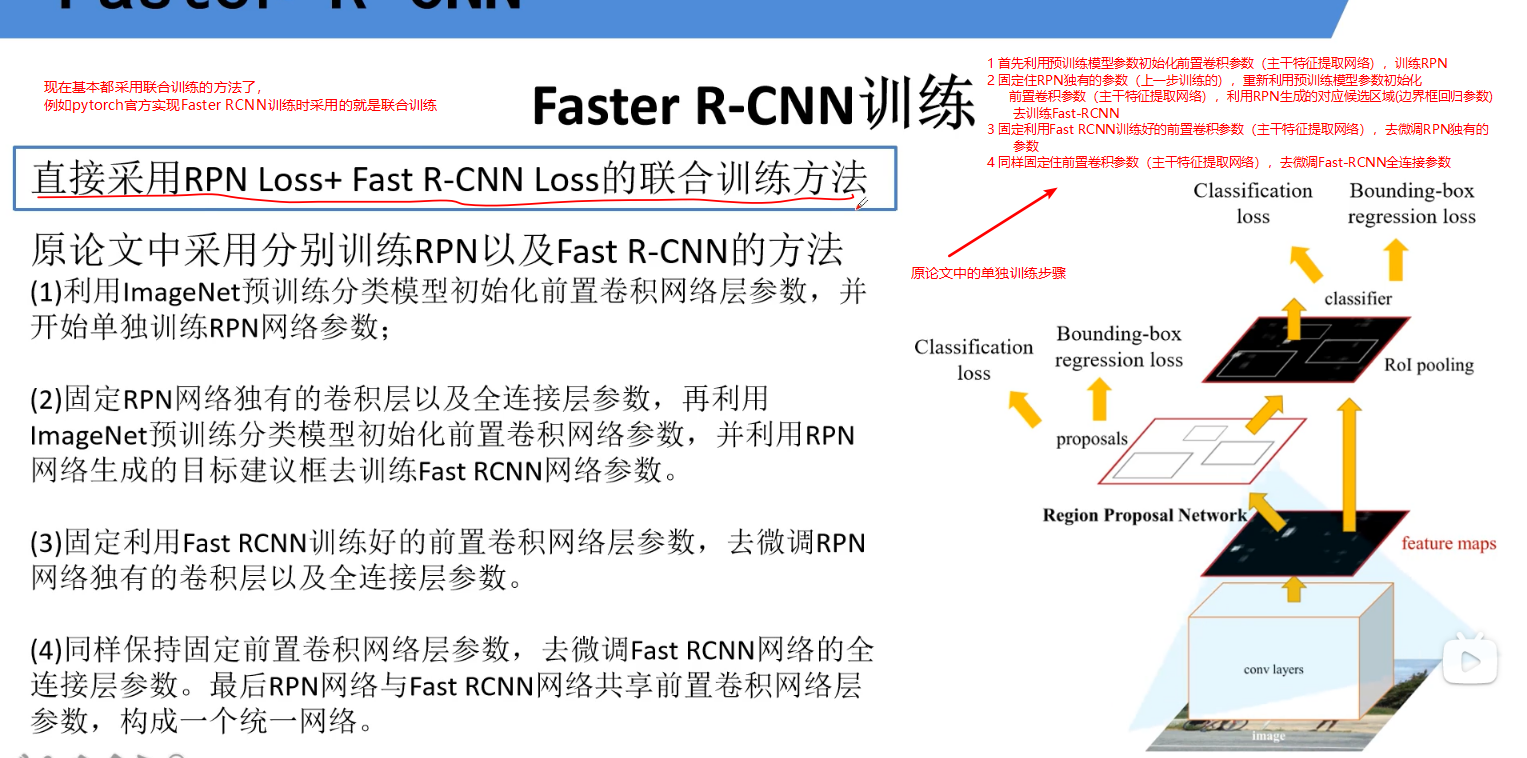 Faster R-CNN
现在基本都采用联合训练的方法了，
例如pytorch官方实现Faster RCNN训练时采用的就是联合训练
Faster R-CNN训练
1 首先利用预训练模型参数初始化前置卷积参数（主干特征提取网络），训练RPN
2 固定住RPN独有的参数（上一步训练的），重新利用预训练模型参数初始化
前置卷积参数（主干特征提取网络），利用RPN生成的对应候选区域(边界框回归参数)
去训练Fast-RCNN
3 固定利用Fast RCNN训练好的前置卷积参数（主干特征提取网络），去微调RPN独有的
参数
4 同样固定住前置卷积参数（主干特征提取网络），去微调Fast-RCNN全连接参数
原论文中的单独训练步骤
直接采用RPN Loss+ Fast R-CNN Loss的联合训练方法
原论文中采用分别训练RPN以及Fast R-CNN的方法
(1)利用ImageNet预训练分类模型初始化前置卷积网络层参数，并
开始单独训练RPN网络参数；
(2)固定RPN网络独有的卷积层以及全连接层参数，再利用
ImageNet预训练分类模型初始化前置卷积网络参数，并利用RPN
网络生成的目标建议框去训练Fast RCNN网络参数。
(3)固定利用Fast RCNN训练好的前置卷积网络层参数，去微调RPN
网络独有的卷积层以及全连接层参数。
(4)同样保持固定前置卷积网络层参数，去微调Fast RCNN网络的全
连接层参数。最后RPN网络与Fast RCNN网络共享前置卷积网络层
参数，构成一个统一网络。
Classification
loss
Bounding-box
regression loss
classifier
RoI pooling
Classification
loss
Bounding-box
regression loss
proposals
Region Proposal Network
feature maps
conv layers
image